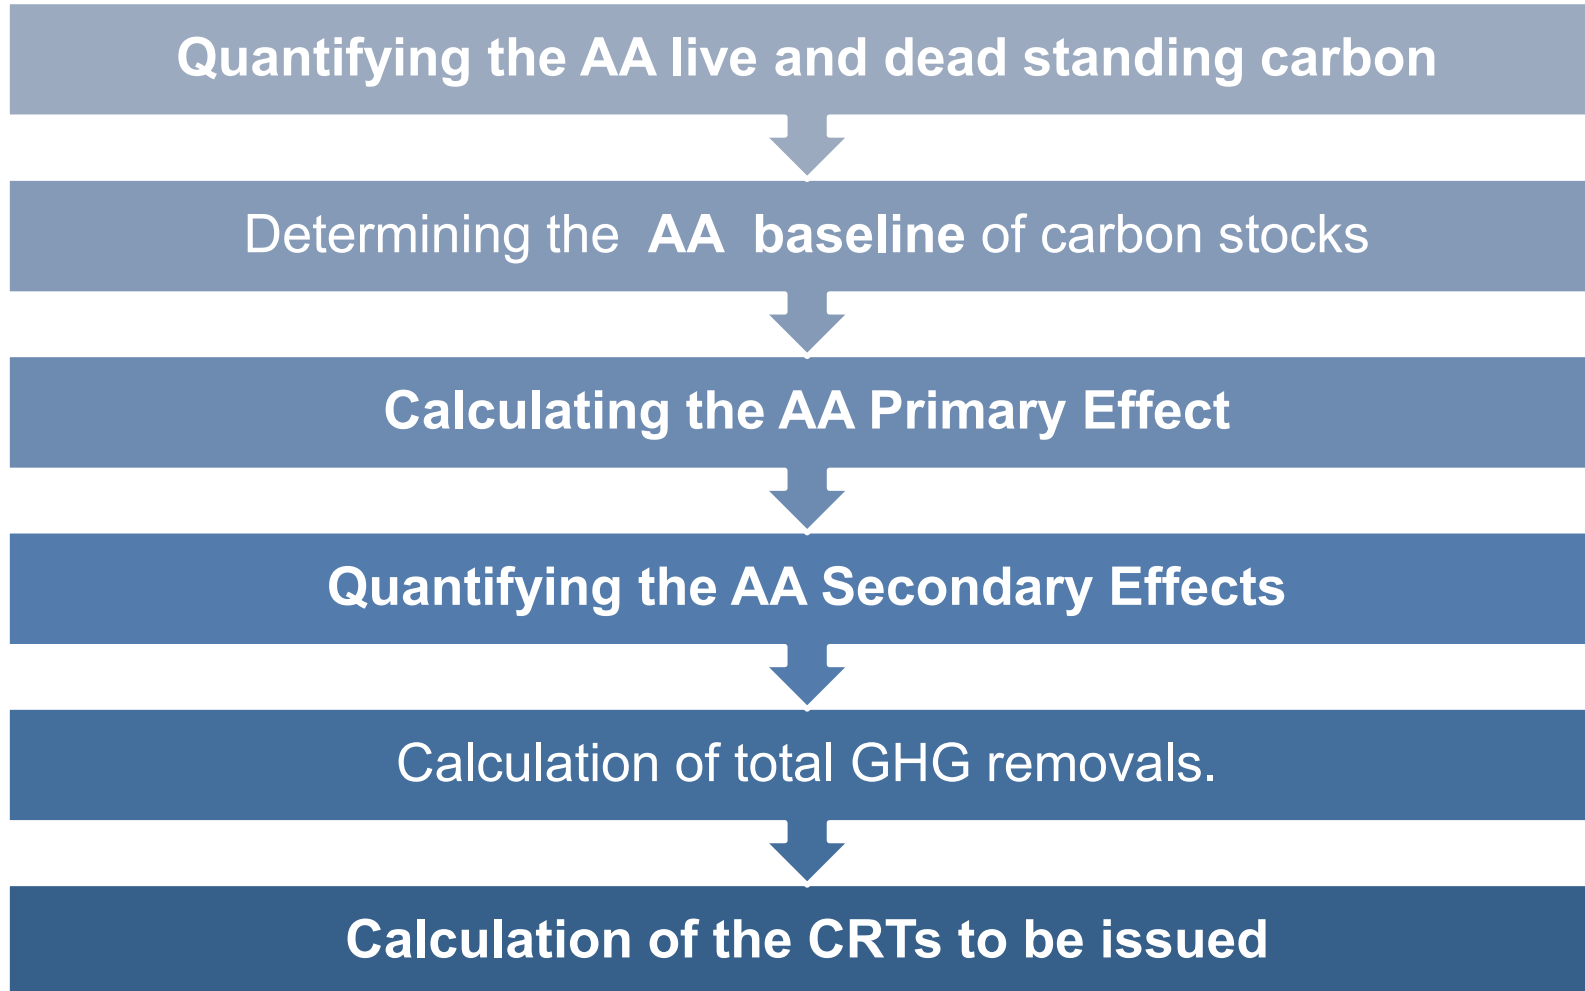 Quantifying the AA live and dead standing carbon
Determining the AA baseline of carbon stocks
Calculating the AA Primary Effect
Quantifying the AA Secondary Effects
Calculation of total GHG removals.
Calculation of the CRTs to be issued